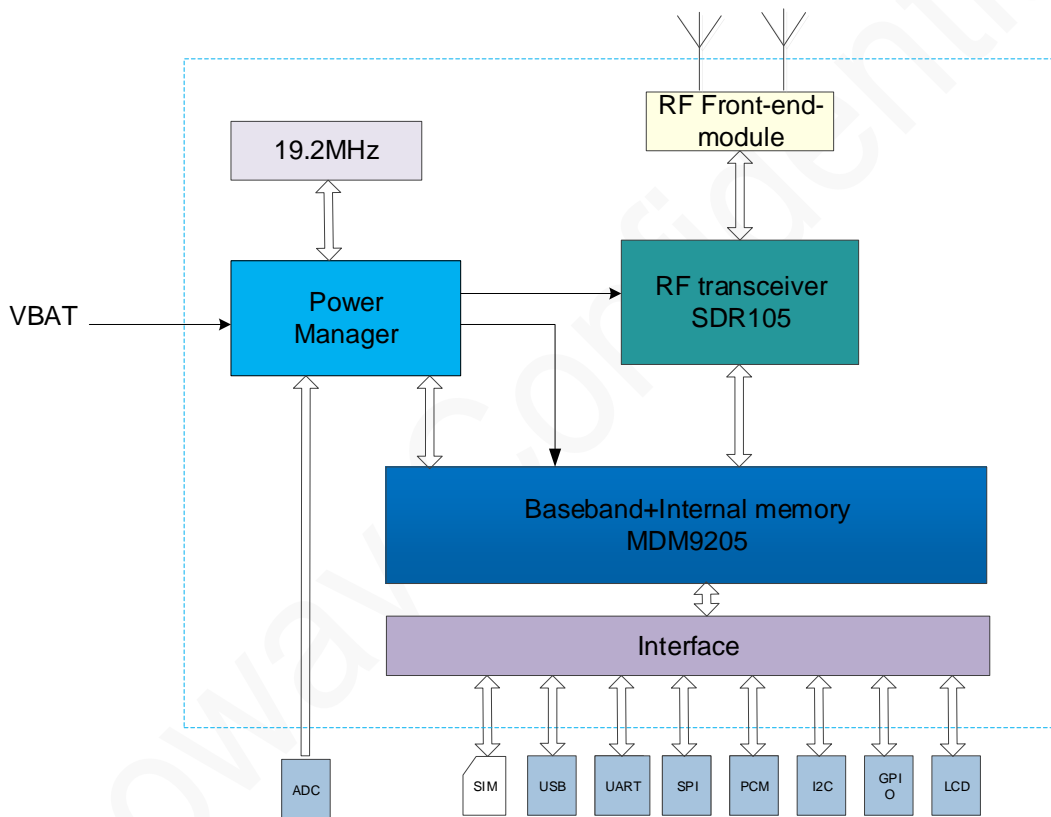 RF Front-end-
module
19.2MHz
RF transceiver
SDR105
Power
Manager
VBAT
Baseband+Internal memory
MDM9205
Interface
ADC
SIM
USB
UART
SPI
PCM
I2C
GPI
O
LCD